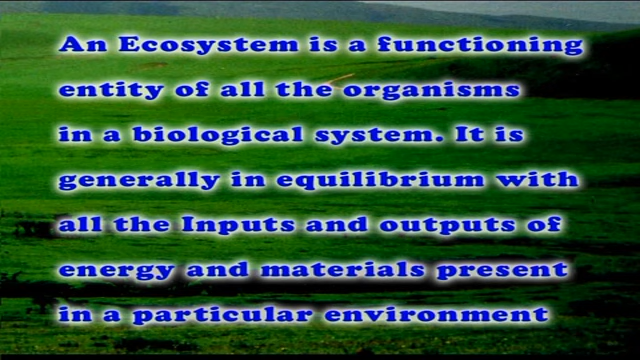 An Ecosystem is a functioning
entity of all the organisms
in a biological system. It is
generally in equilibrium with
all the Inputs and outputs of
energy and materials present
in a particular environment